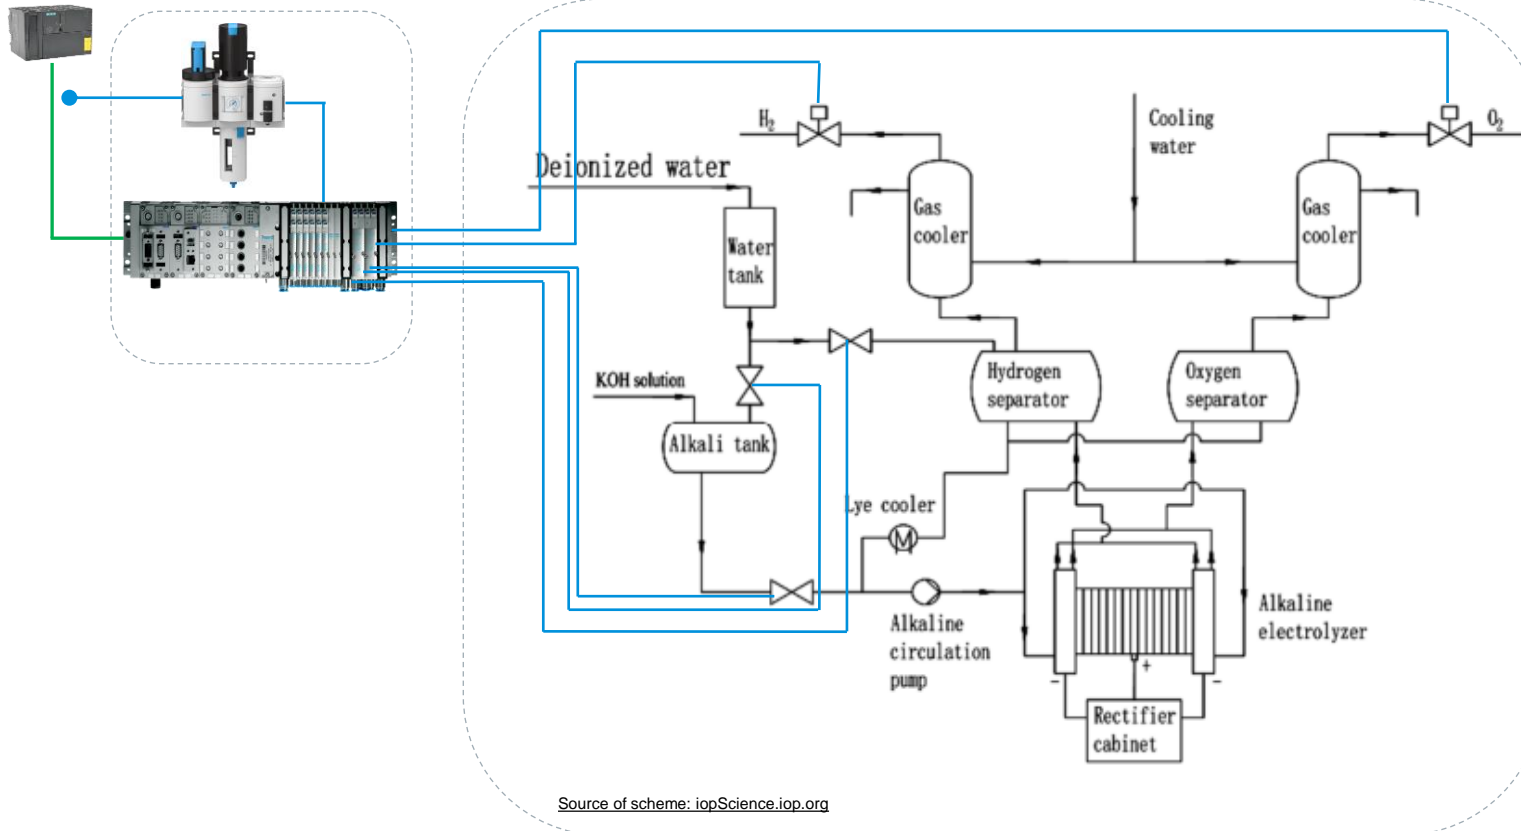 H2
O2
Cooling
water
Deionized water
Gas
cooler
Gas
cooler
Water
tank
Hydrogen
separator
Oxygen
separator
KOH solution
Alkali tank
Lye cooler
M
Alkaline
circulation
pump
Alkaline
electrolyzer
+
-
-
Rectifier
cabinet
Source of scheme: iopScience.iop.org